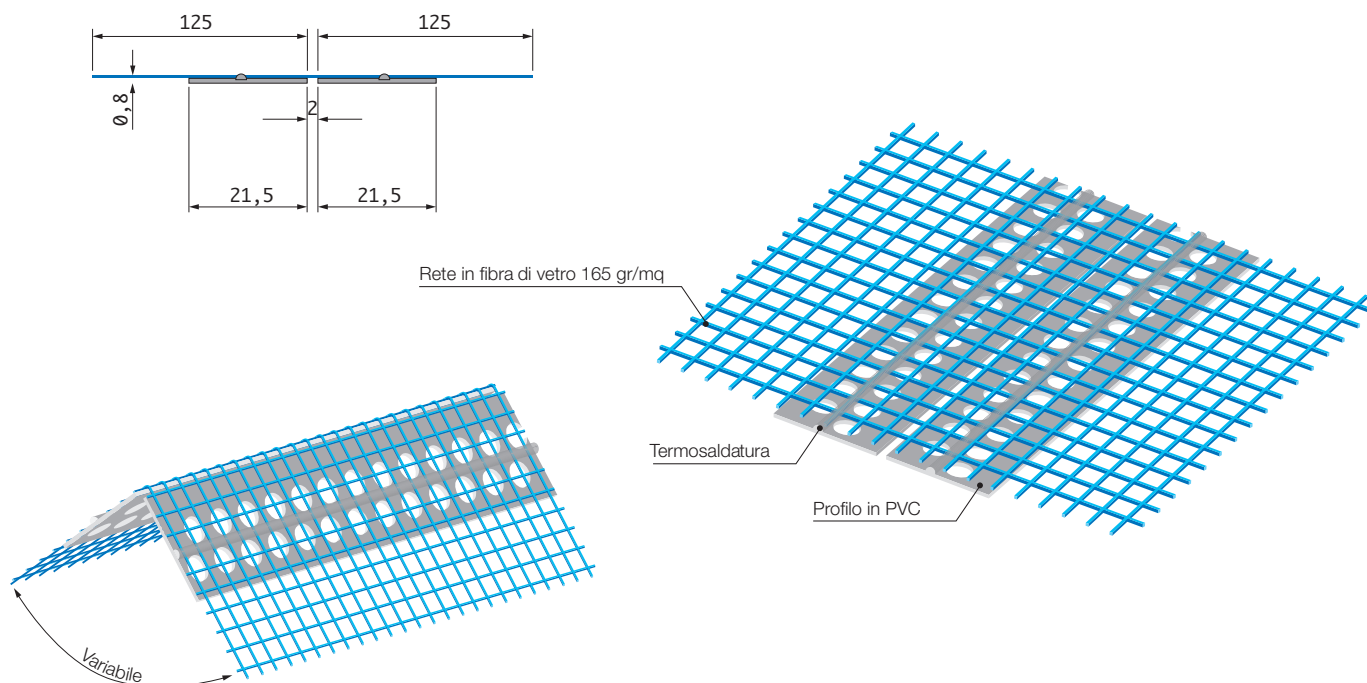 125
125
0,8
2
21,5
21,5
Rete in fibra di vetro 165 gr/mq
Termosaldatura
Profilo in PVC
Variabile